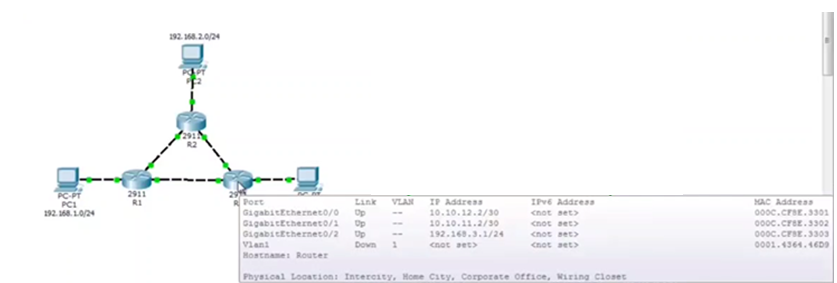 192.168.2.0/24
PC-PT
PC2
2911
R2
PC-PT
PC1
192.168.1.0/24
2911
R1
PC-PT
Port Link VLAN IP Address IPv6 Address MAC Address
GigabitEthernet0/0 Up -- 10.10.12.2/30 <not set> 000C.CF8E.3301
GigabitEthernet0/1 Up -- 10.10.11.2/30 <not set> 000C.CF8E.3302
GigabitEthernet0/2 Up -- 192.168.3.1/24 <not set> 000C.CF8E.3303
Vlan1 Down 1 <not set> <not set> 0001.4364.46D9
Hostname: Router
Physical Location: Intercity, Home City, Corporate Office, Wiring Closet